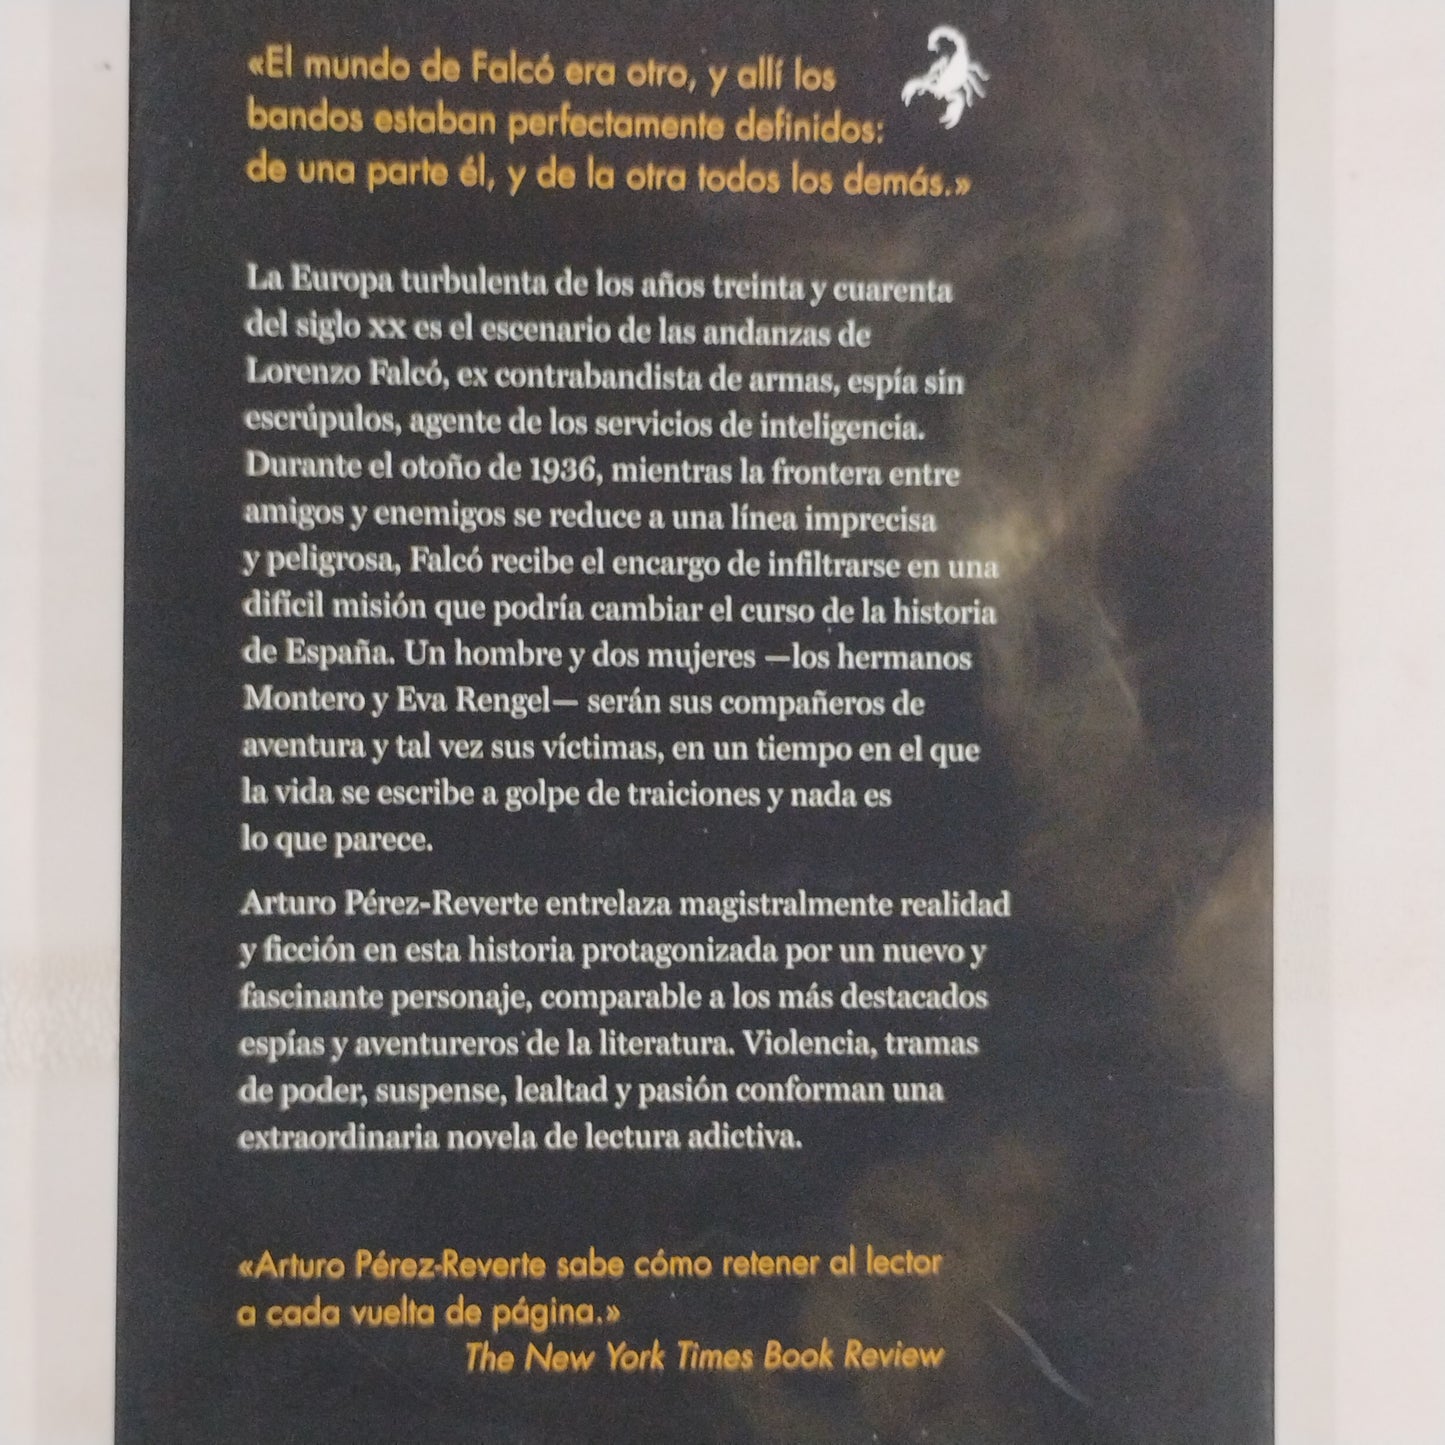 «El mundo de Falcó era otro, y allí los
bandos estaban perfectamente definidos:
de una parte él, y de la otra todos los demás.»
La Europa turbulenta de los años treinta y cuarenta
del siglo xx es el escenario de las andanzas de
Lorenzo Falcó, ex contrabandista de armas, espía sin
escrúpulos, agente de los servicios de inteligencia.
Durante el otoño de 1936, mientras la frontera entre
amigos y enemigos se reduce a una línea imprecisa
y peligrosa, Falcó recibe el encargo de infiltrarse en una
difícil misión que podría cambiar el curso de la historia
de España. Un hombre y dos mujeres —los hermanos
Montero y Eva Rengel— serán sus compañeros de
aventura y tal vez sus víctimas, en un tiempo en el que
la vida se escribe a golpe de traiciones y nada es
lo que parece.
Arturo Pérez-Reverte entrelaza magistralmente realidad
y ficción en esta historia protagonizada por un nuevo y
fascinante personaje, comparable a los más destacados
espías y aventureros de la literatura. Violencia, tramas
de poder, suspense, lealtad y pasión conforman una
extraordinaria novela de lectura adictiva.
«Arturo Pérez-Reverte sabe cómo retener al lector
a cada vuelta de página.»
The New York Times Book Review